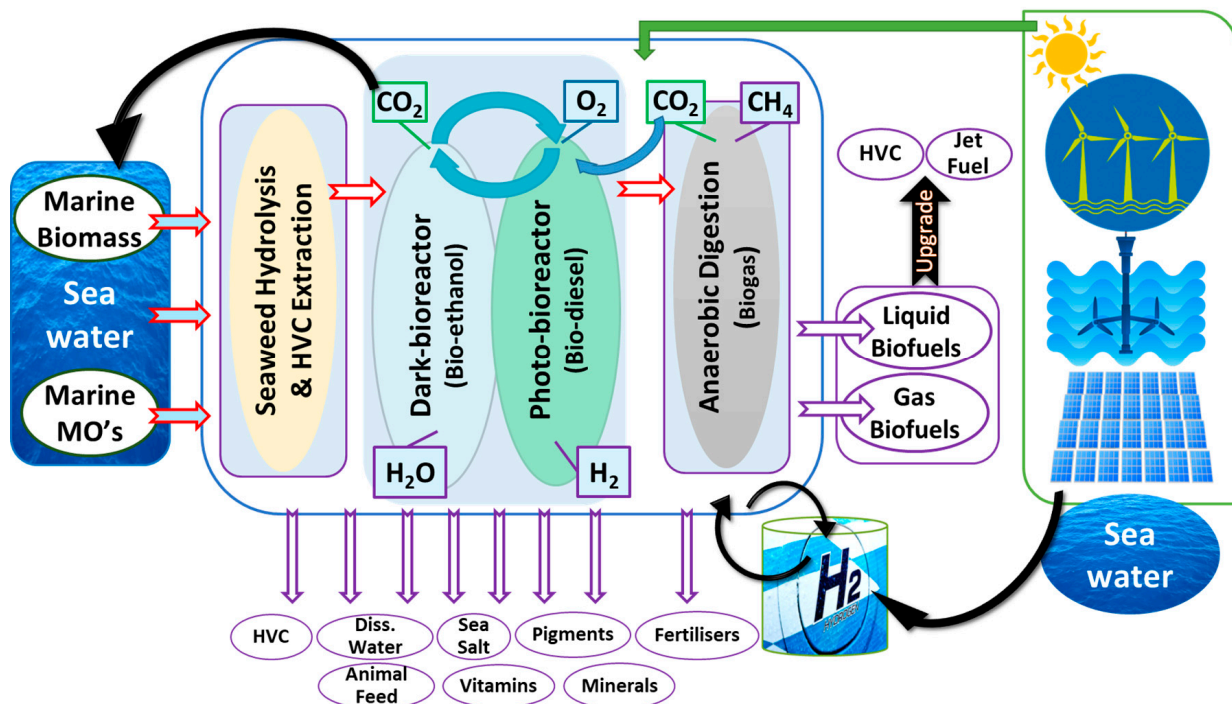 CO₂
O₂
CO₂
CH₄
HVC
Jet
Fuel
Upgrade
Marine
Biomass
Sea
water
Marine
MO's
Seaweed Hydrolysis
& HVC Extraction
Dark-bioreactor
(Bio-ethanol)
Photo-bioreactor
(Bio-diesel)
Anaerobic Digestion
(Biogas)
Liquid
Biofuels
Gas
Biofuels
H₂O
H₂
H₂
HYDROGEN
Sea
water
HVC
Diss.
Water
Sea
Salt
Pigments
Fertilisers
Animal
Feed
Vitamins
Minerals